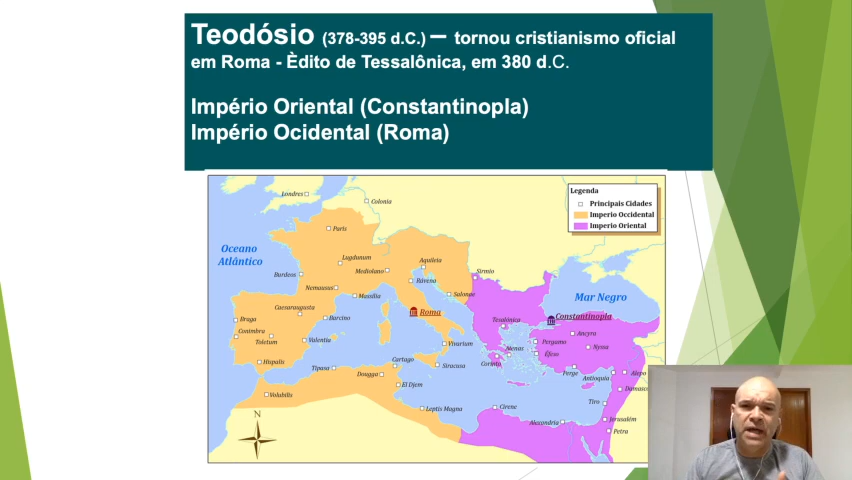 Teodósio (378-395 d.C.) – tornou cristianismo oficial
em Roma - Èdito de Tessalônica, em 380 d.C.
Império Oriental (Constantinopla)
Império Ocidental (Roma)
Legenda
Principais Cidades
Imperio Occidental
Imperio Oriental
Londres
Colonia
Paris
Oceano
Atlântico
Lugdunum
Aquileia
Mediolano
Bordeos
Ravena
Sirmio
Nemausus
Massilia
Salonae
Mar Negro
Caesaraugusta
Roma
Constantinopla
Braga
Barcino
Tesalónica
Conimbra
Toletum
Valentia
Vivarium
Atenas
Pergamo
Ancyra
Nyssa
Éfeso
Hispalis
Tipasa
Cartago
Siracusa
Corinto
Perge
Dougga
Antioquia
Alepo
El Djem
Damasco
Volubilis
Leptis Magna
Cirene
Tiro
Alexandria
Jerusalém
Petra
N